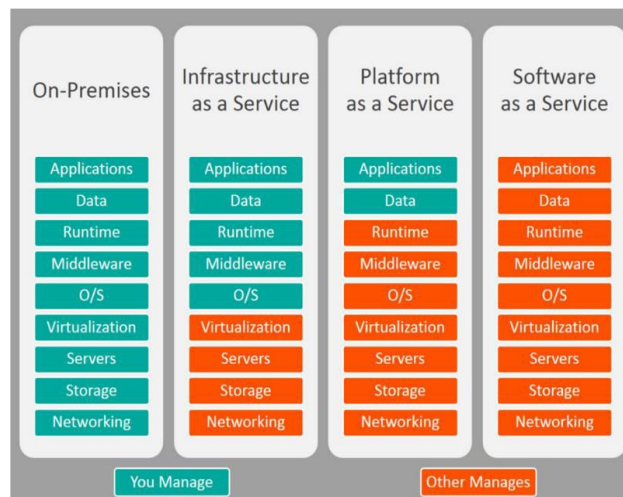 On-Premises
Applications
Data
Runtime
Middleware
O/S
Virtualization
Servers
Storage
Networking
Infrastructure
as a Service
Applications
Data
Runtime
Middleware
O/S
Virtualization
Servers
Storage
Networking
Platform
as a Service
Applications
Data
Runtime
Middleware
O/S
Virtualization
Servers
Storage
Networking
Software
as a Service
Applications
Data
Runtime
Middleware
O/S
Virtualization
Servers
Storage
Networking
You Manage
Other Manages